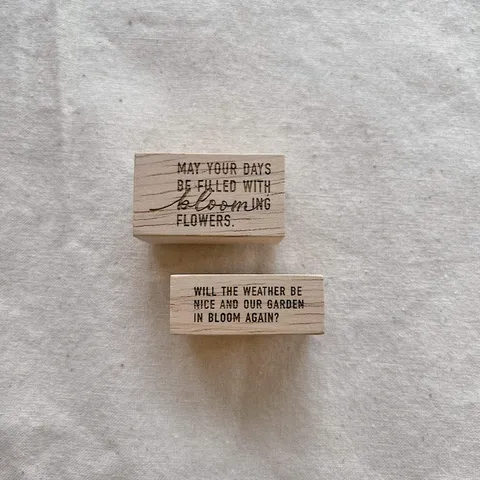 MAY YOUR DAYS
BE FILLED WITH
blooming
FLOWERS.
WILL THE WEATHER BE
NICE AND OUR GARDEN
IN BLOOM AGAIN?